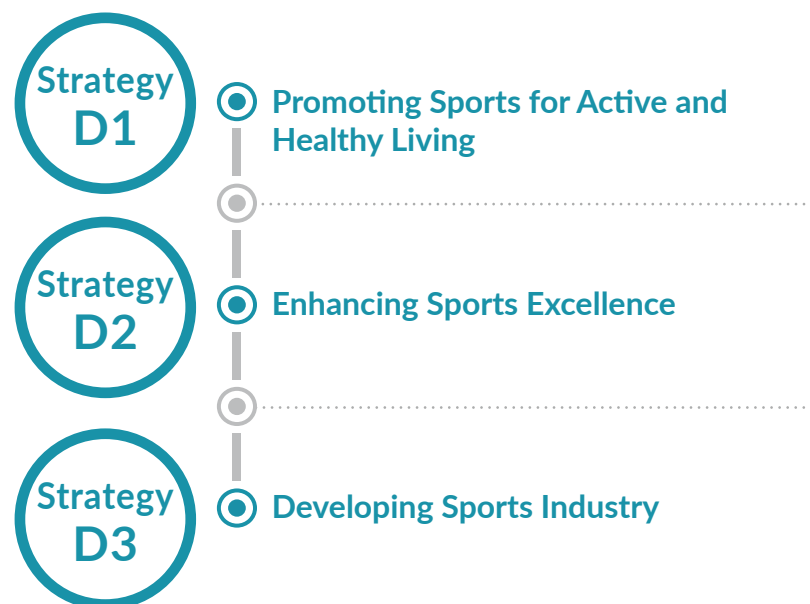 Strategy
D1
Promoting Sports for Active and
Healthy Living
Strategy
D2
Enhancing Sports Excellence
Strategy
D3
Developing Sports Industry